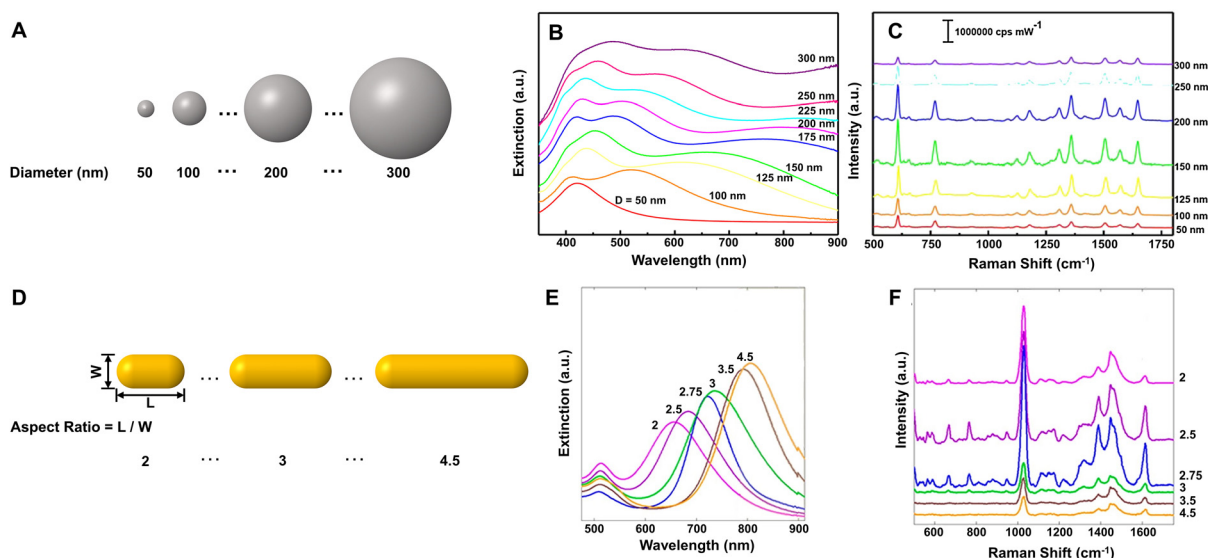 A
Diameter (nm) 50 100 ... 200 ... 300
B
Extinction (a.u.)
300 nm
250 nm
225 nm
200 nm
175 nm
150 nm
125 nm
100 nm
D = 50 nm
400 500 600 700 800 900
Wavelength (nm)
C
1000000 cps mW-1
Intensity (a.u.)
300 nm
250 nm
200 nm
150 nm
125 nm
100 nm
50 nm
500 750 1000 1250 1500 1750
Raman Shift (cm-1)
D
W
L
Aspect Ratio = L / W
2 ... 3 ... 4.5
E
Extinction (a.u.)
2
2.5
2.75
3
3.5
4.5
500 600 700 800 900
Wavelength (nm)
F
Intensity (a.u.)
2
2.5
2.75
3
3.5
4.5
600 800 1000 1200 1400 1600
Raman Shift (cm-1)